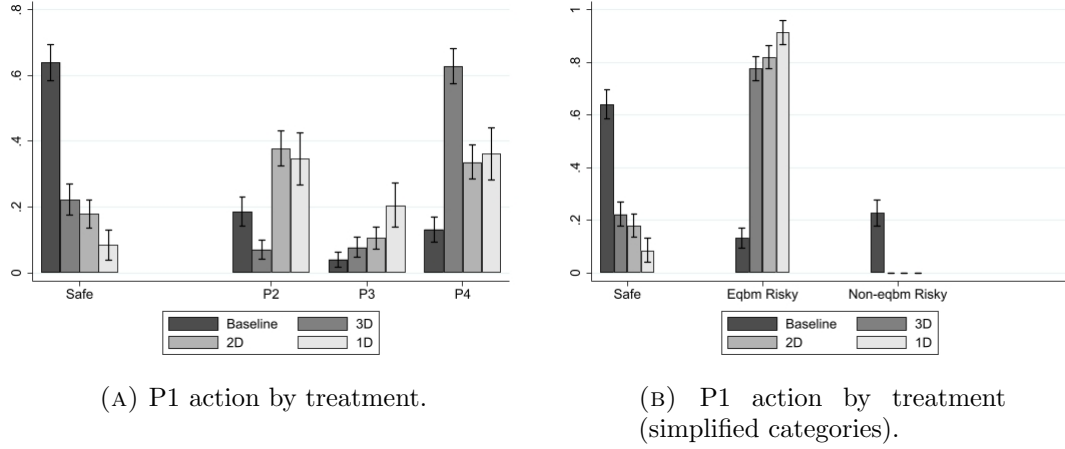 .8
.6
.4
.2
0
Safe
P2
P3
P4
Baseline
3D
2D
1D
(A) P1 action by treatment.
1
.8
.6
.4
.2
0
Safe
Eqbm Risky
Non-eqbm Risky
Baseline
3D
2D
1D
(B) P1 action by treatment
(simplified categories).